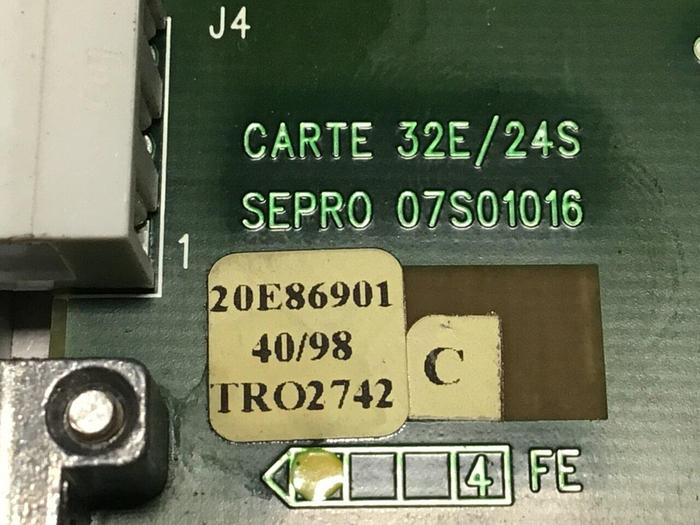 J4
CARTE 32E/24S
SEPRO 07S01016
1
20E86901
40/98
TRO2742
C
4 FE